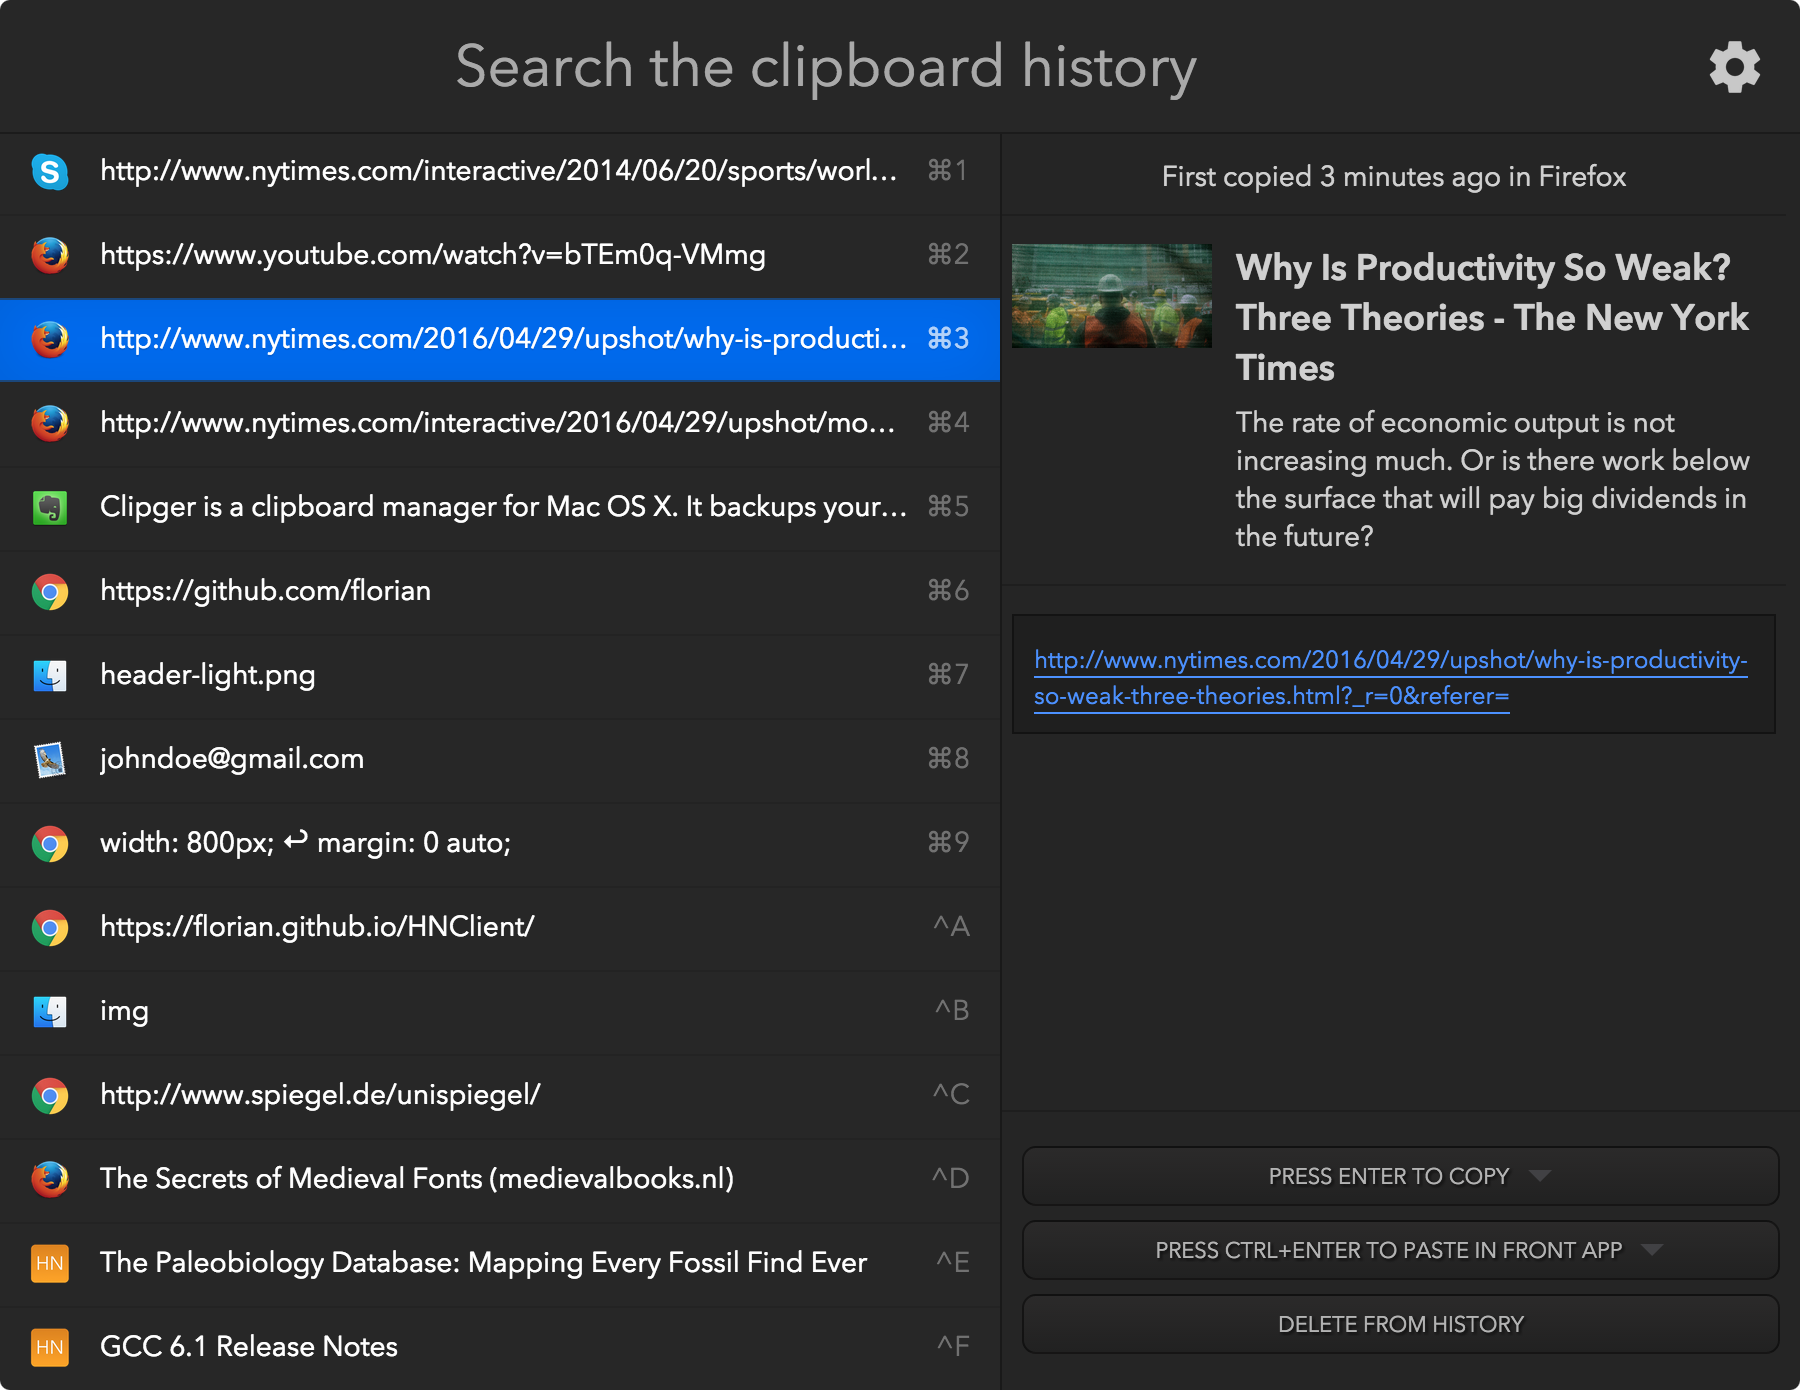 Search the clipboard history
http://www.nytimes.com/interactive/2014/06/20/sports/worl... ⌘1
https://www.youtube.com/watch?v=bTEm0q-VMmg ⌘2
http://www.nytimes.com/2016/04/29/upshot/why-is-producti... ⌘3
http://www.nytimes.com/interactive/2016/04/29/upshot/mo... ⌘4
Clipger is a clipboard manager for Mac OS X. It backups your... ⌘5
https://github.com/florian ⌘6
header-light.png ⌘7
johndoe@gmail.com ⌘8
width: 800px; ↩ margin: 0 auto; ⌘9
https://florian.github.io/HNClient/ ^A
img ^B
http://www.spiegel.de/unispiegel/ ^C
The Secrets of Medieval Fonts (medievalbooks.nl) ^D
HN The Paleobiology Database: Mapping Every Fossil Find Ever ^E
HN GCC 6.1 Release Notes ^F
First copied 3 minutes ago in Firefox
Why Is Productivity So Weak?
Three Theories - The New York
Times
The rate of economic output is not
increasing much. Or is there work below
the surface that will pay big dividends in
the future?
http://www.nytimes.com/2016/04/29/upshot/why-is-productivity-
so-weak-three-theories.html?_r=0&referer=
PRESS ENTER TO COPY
PRESS CTRL+ENTER TO PASTE IN FRONT APP
DELETE FROM HISTORY